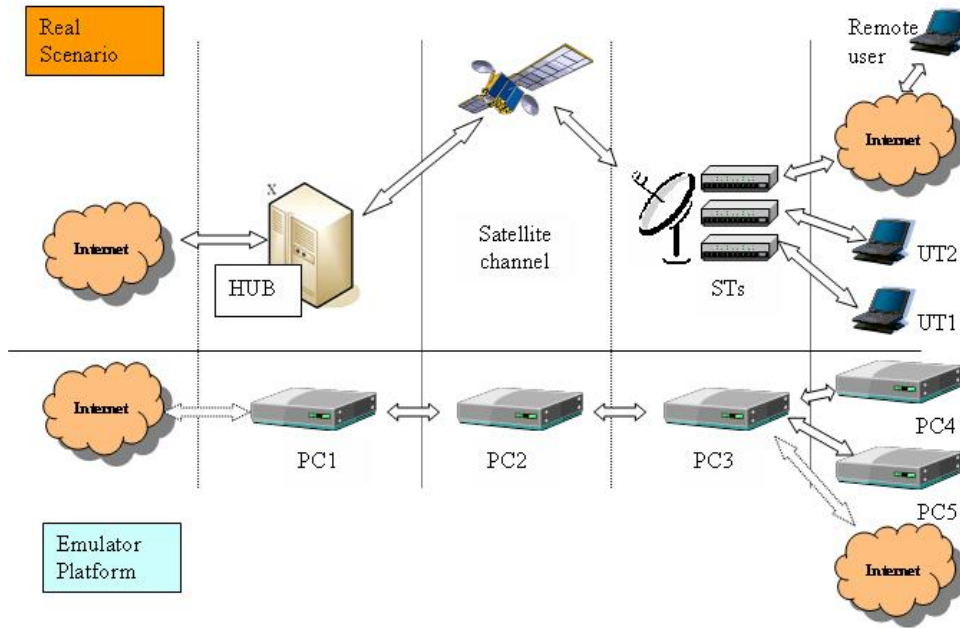 Real
Scenario
Remote
user
Internet
X
Internet
Satellite
channel
HUB
STs
UT2
UT1
Internet
PC1
PC2
PC3
PC4
PC5
Emulator
Platform
Internet